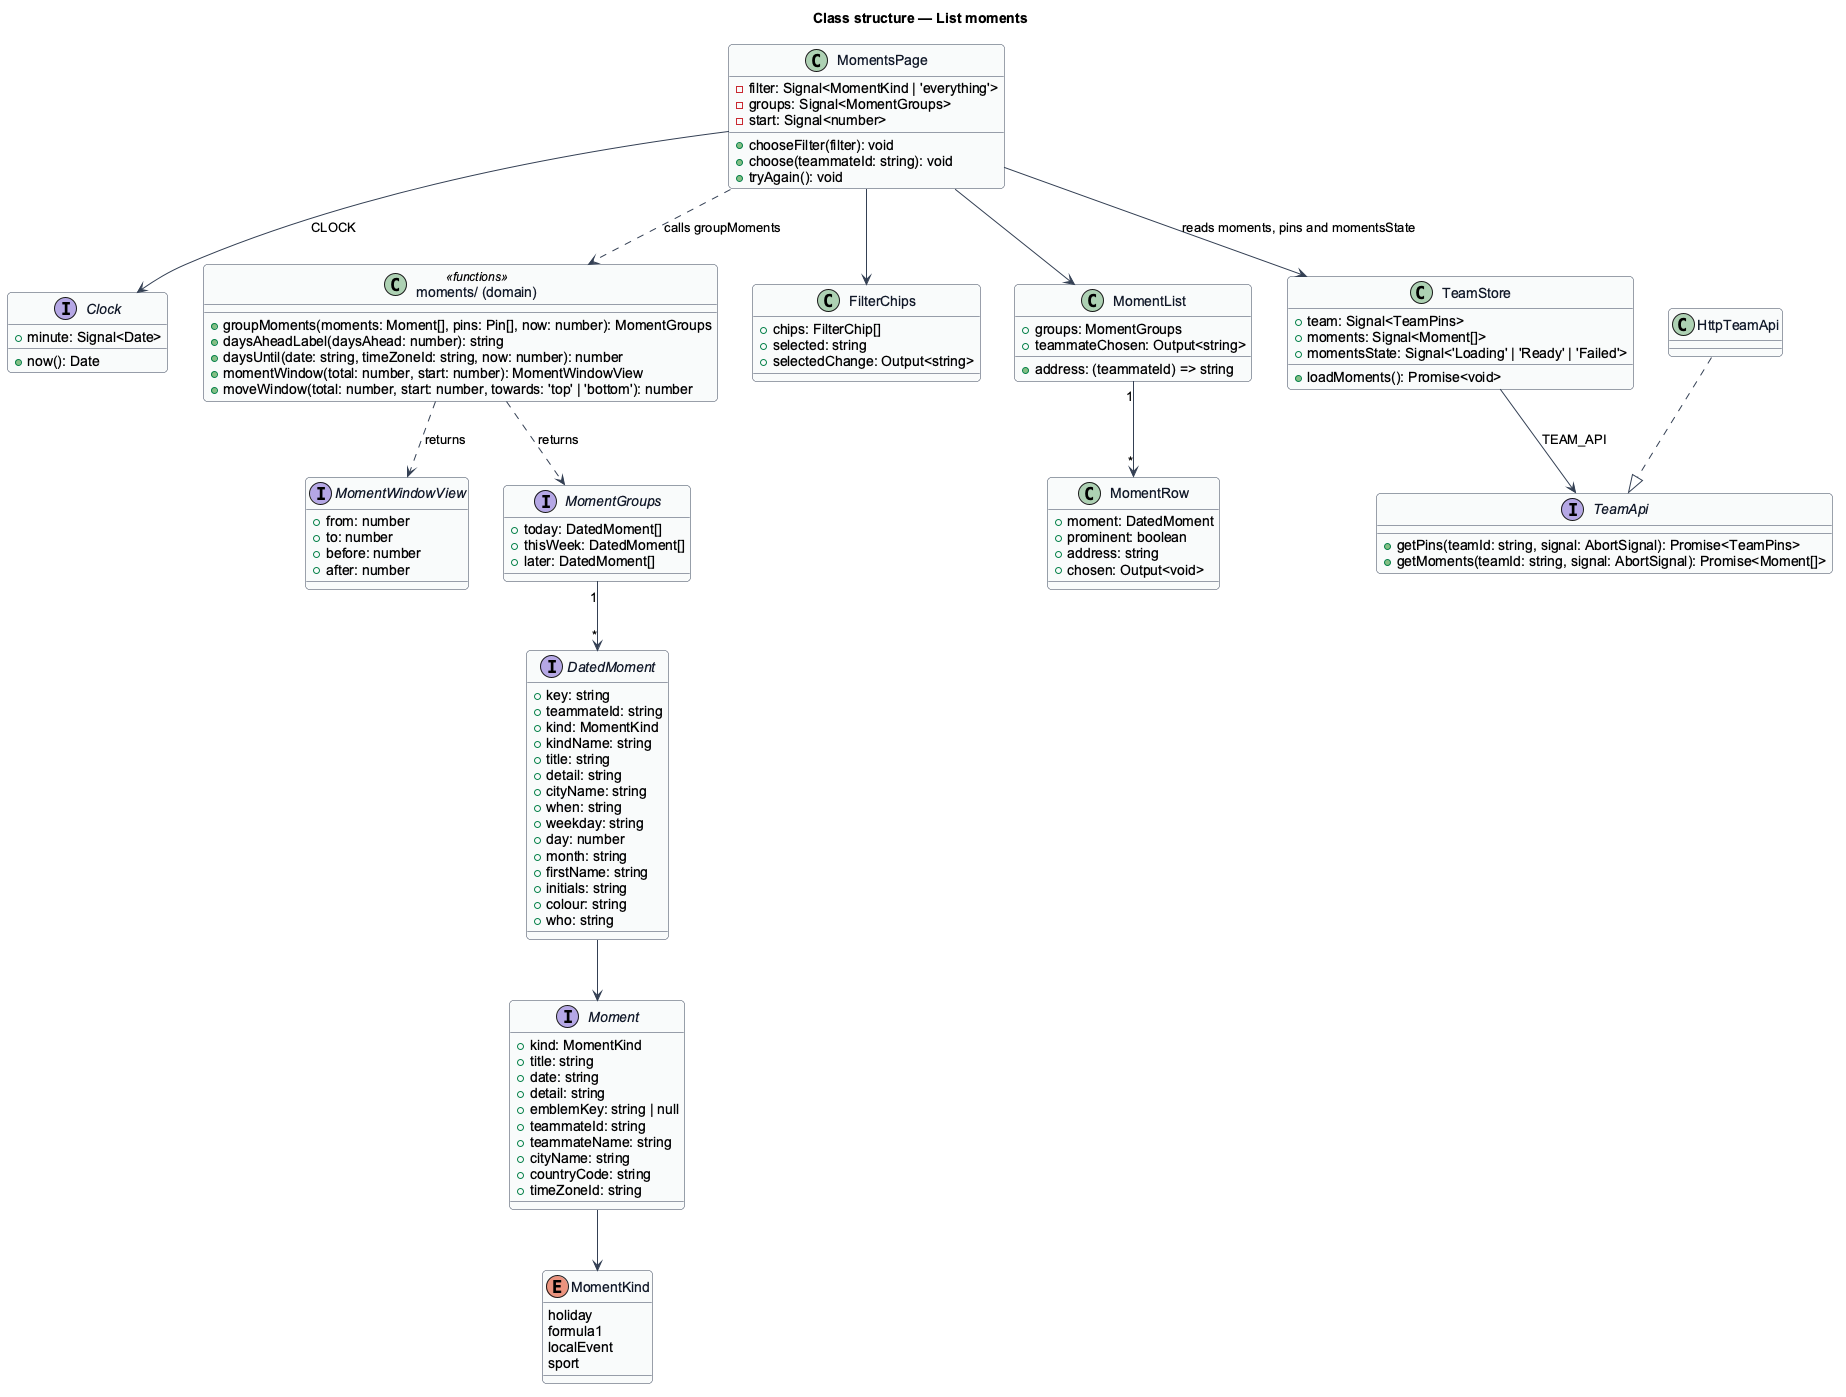 Class structure — List moments
C MomentsPage
filter: Signal<MomentKind | 'everything'>
groups: Signal<MomentGroups>
start: Signal<number>
chooseFilter(filter): void
choose(teammateId: string): void
tryAgain(): void
CLOCK
calls groupMoments
reads moments, pins and momentsState
I Clock
minute: Signal<Date>
now(): Date
C «functions»
moments/ (domain)
groupMoments(moments: Moment[], pins: Pin[], now: number): MomentGroups
daysAheadLabel(daysAhead: number): string
daysUntil(date: string, timeZoneId: string, now: number): number
momentWindow(total: number, start: number): MomentWindowView
moveWindow(total: number, start: number, towards: 'top' | 'bottom'): number
C FilterChips
chips: FilterChip[]
selected: string
selectedChange: Output<string>
C MomentList
groups: MomentGroups
teammateChosen: Output<string>
address: (teammateId) => string
C TeamStore
team: Signal<TeamPins>
moments: Signal<Moment[]>
momentsState: Signal<'Loading' | 'Ready' | 'Failed'>
loadMoments(): Promise<void>
C HttpTeamApi
returns
returns
1
*
TEAM_API
I MomentWindowView
from: number
to: number
before: number
after: number
I MomentGroups
today: DatedMoment[]
thisWeek: DatedMoment[]
later: DatedMoment[]
C MomentRow
moment: DatedMoment
prominent: boolean
address: string
chosen: Output<void>
I TeamApi
getPins(teamId: string, signal: AbortSignal): Promise<TeamPins>
getMoments(teamId: string, signal: AbortSignal): Promise<Moment[]>
1
*
I DatedMoment
key: string
teammateId: string
kind: MomentKind
kindName: string
title: string
detail: string
cityName: string
when: string
weekday: string
day: number
month: string
firstName: string
initials: string
colour: string
who: string
I Moment
kind: MomentKind
title: string
date: string
detail: string
emblemKey: string | null
teammateId: string
teammateName: string
cityName: string
countryCode: string
timeZoneId: string
E MomentKind
holiday
formula1
localEvent
sport